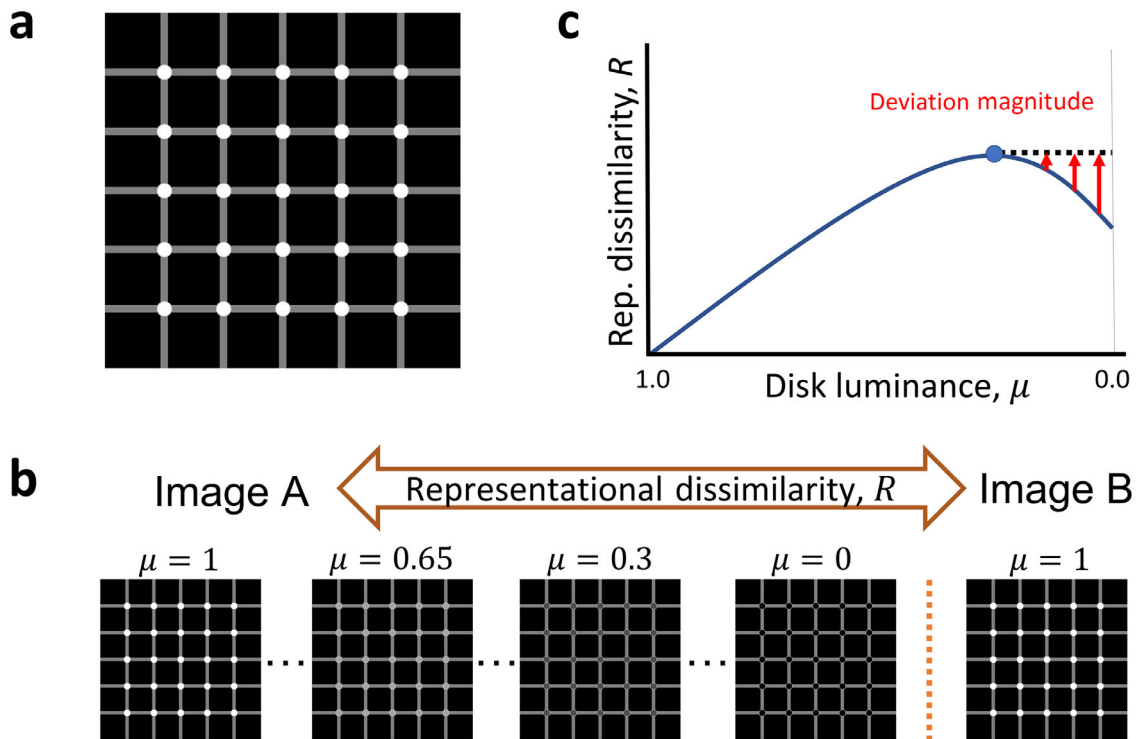 a
c
Rep. dissimilarity, R
Deviation magnitude
1.0
0.0
Disk luminance, μ
b
Image A
Representational dissimilarity, R
Image B
μ = 1
μ = 0.65
μ = 0.3
μ = 0
μ = 1